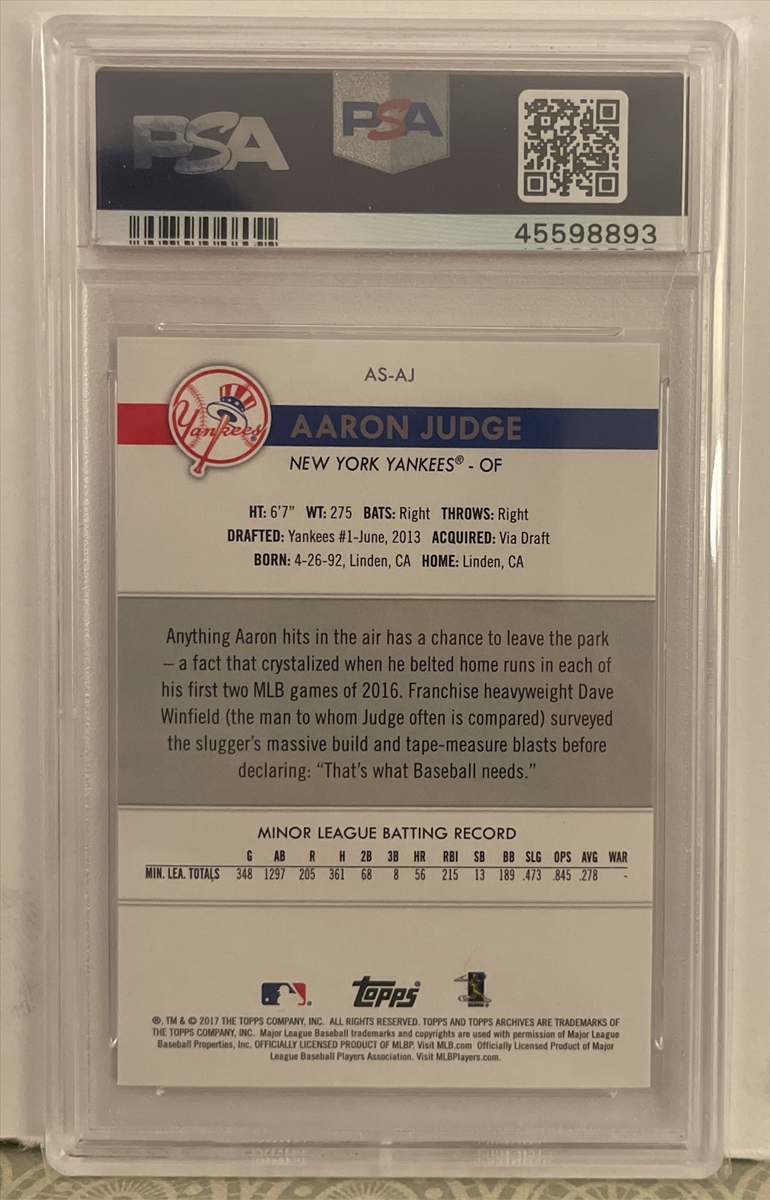 PSA
PSA
45598893
AS-AJ
Yankees
AARON JUDGE
NEW YORK YANKEES® - OF
HT: 6'7" WT: 275 BATS: Right THROWS: Right
DRAFTED: Yankees #1-June, 2013 ACQUIRED: Via Draft
BORN: 4-26-92, Linden, CA HOME: Linden, CA
Anything Aaron hits in the air has a chance to leave the park
– a fact that crystalized when he belted home runs in each of
his first two MLB games of 2016. Franchise heavyweight Dave
Winfield (the man to whom Judge often is compared) surveyed
the slugger's massive build and tape-measure blasts before
declaring: "That's what Baseball needs."
MINOR LEAGUE BATTING RECORD
G AB R H 2B 3B HR RBI SB BB SLG OPS AVG WAR
MIN. LEA. TOTALS 348 1297 205 361 68 8 56 215 13 189 .473 .845 .278 -
Topps
®, TM & © 2017 THE TOPPS COMPANY, INC. ALL RIGHTS RESERVED. TOPPS AND TOPPS ARCHIVES ARE TRADEMARKS OF
THE TOPPS COMPANY, INC. Major League Baseball trademarks and copyrights are used with permission of Major League
Baseball Properties, Inc. OFFICIALLY LICENSED PRODUCT OF MLBP. Visit MLB.com Officially Licensed Product of Major
League Baseball Players Association. Visit MLBPlayers.com.